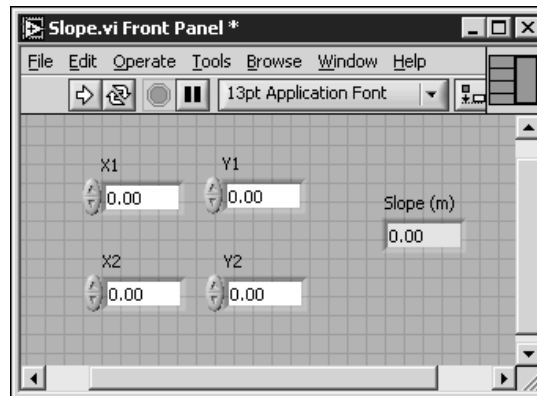 Slope.vi Front Panel *
File Edit Operate Tools Browse Window Help
13pt Application Font
X1 Y1
0.00 0.00
Slope (m)
0.00
X2 Y2
0.00 0.00